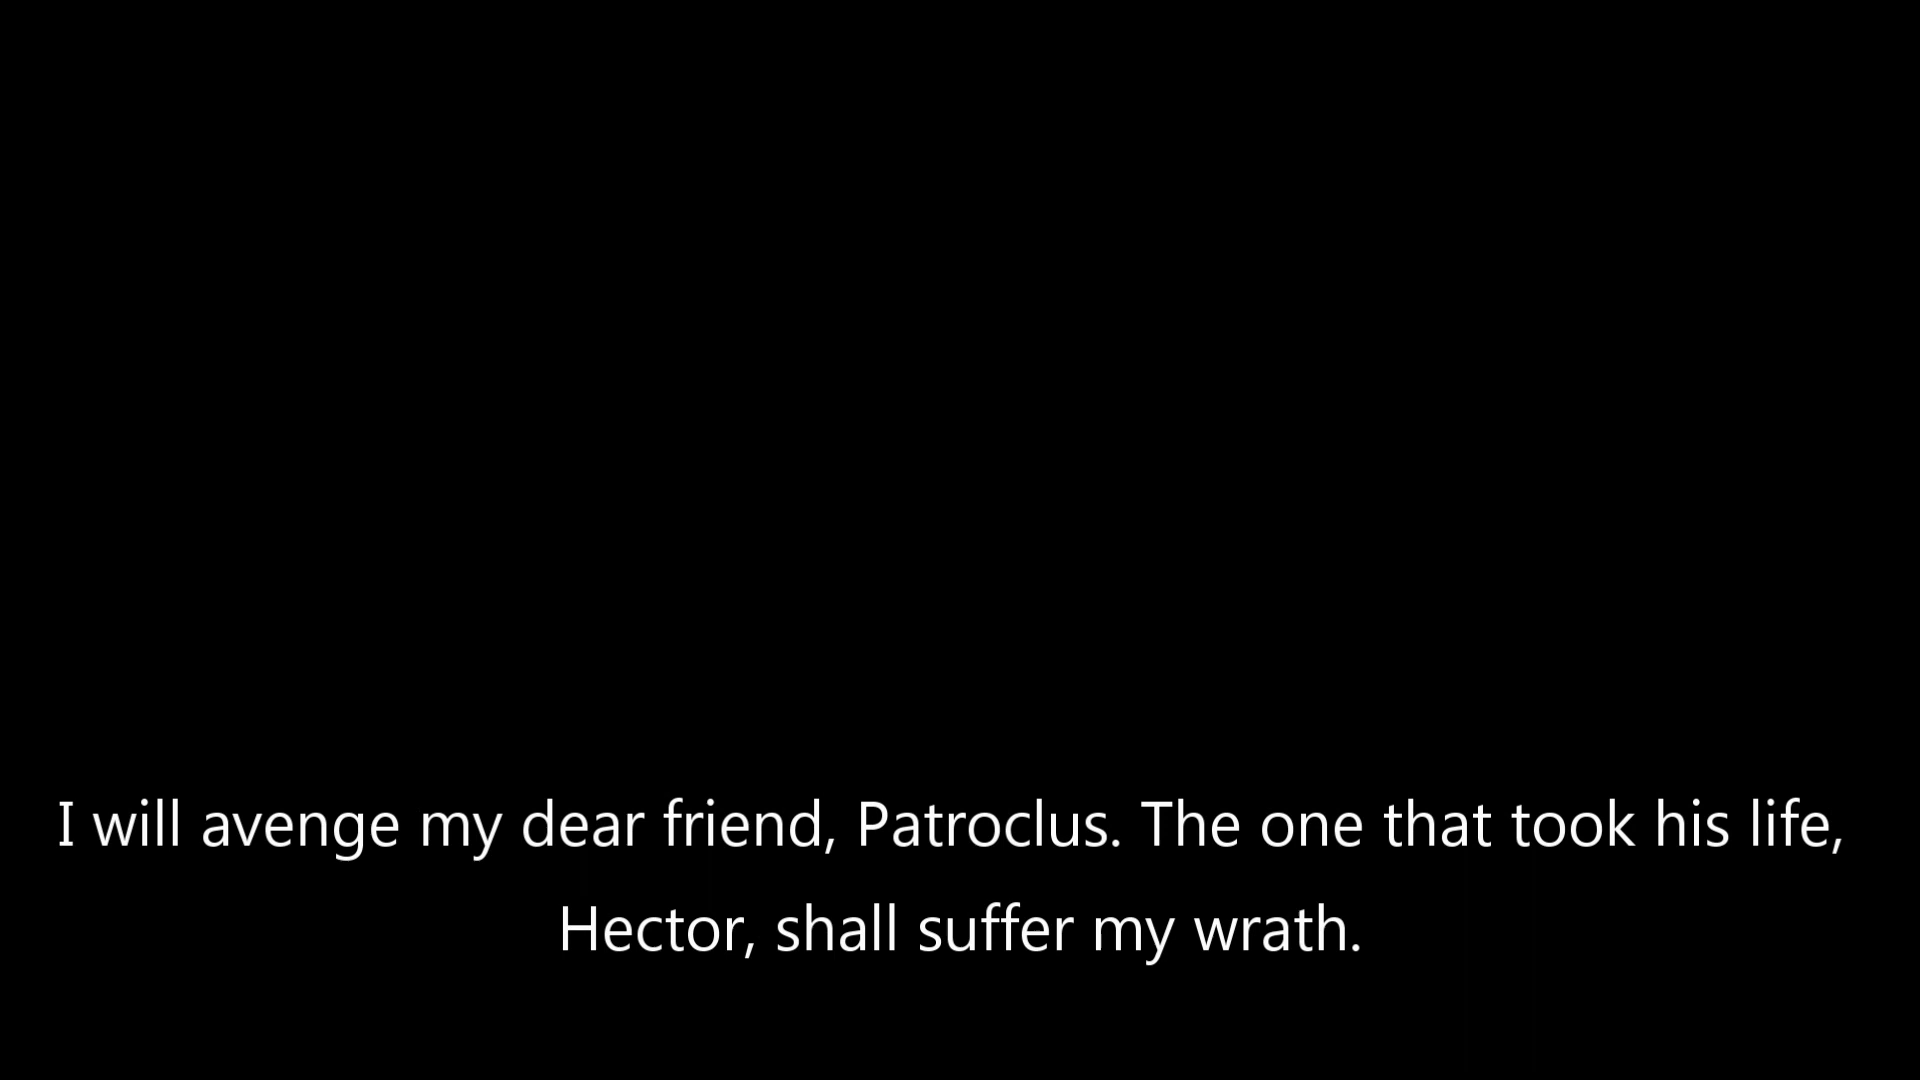 I will avenge my dear friend, Patroclus. The one that took his life,
Hector, shall suffer my wrath.